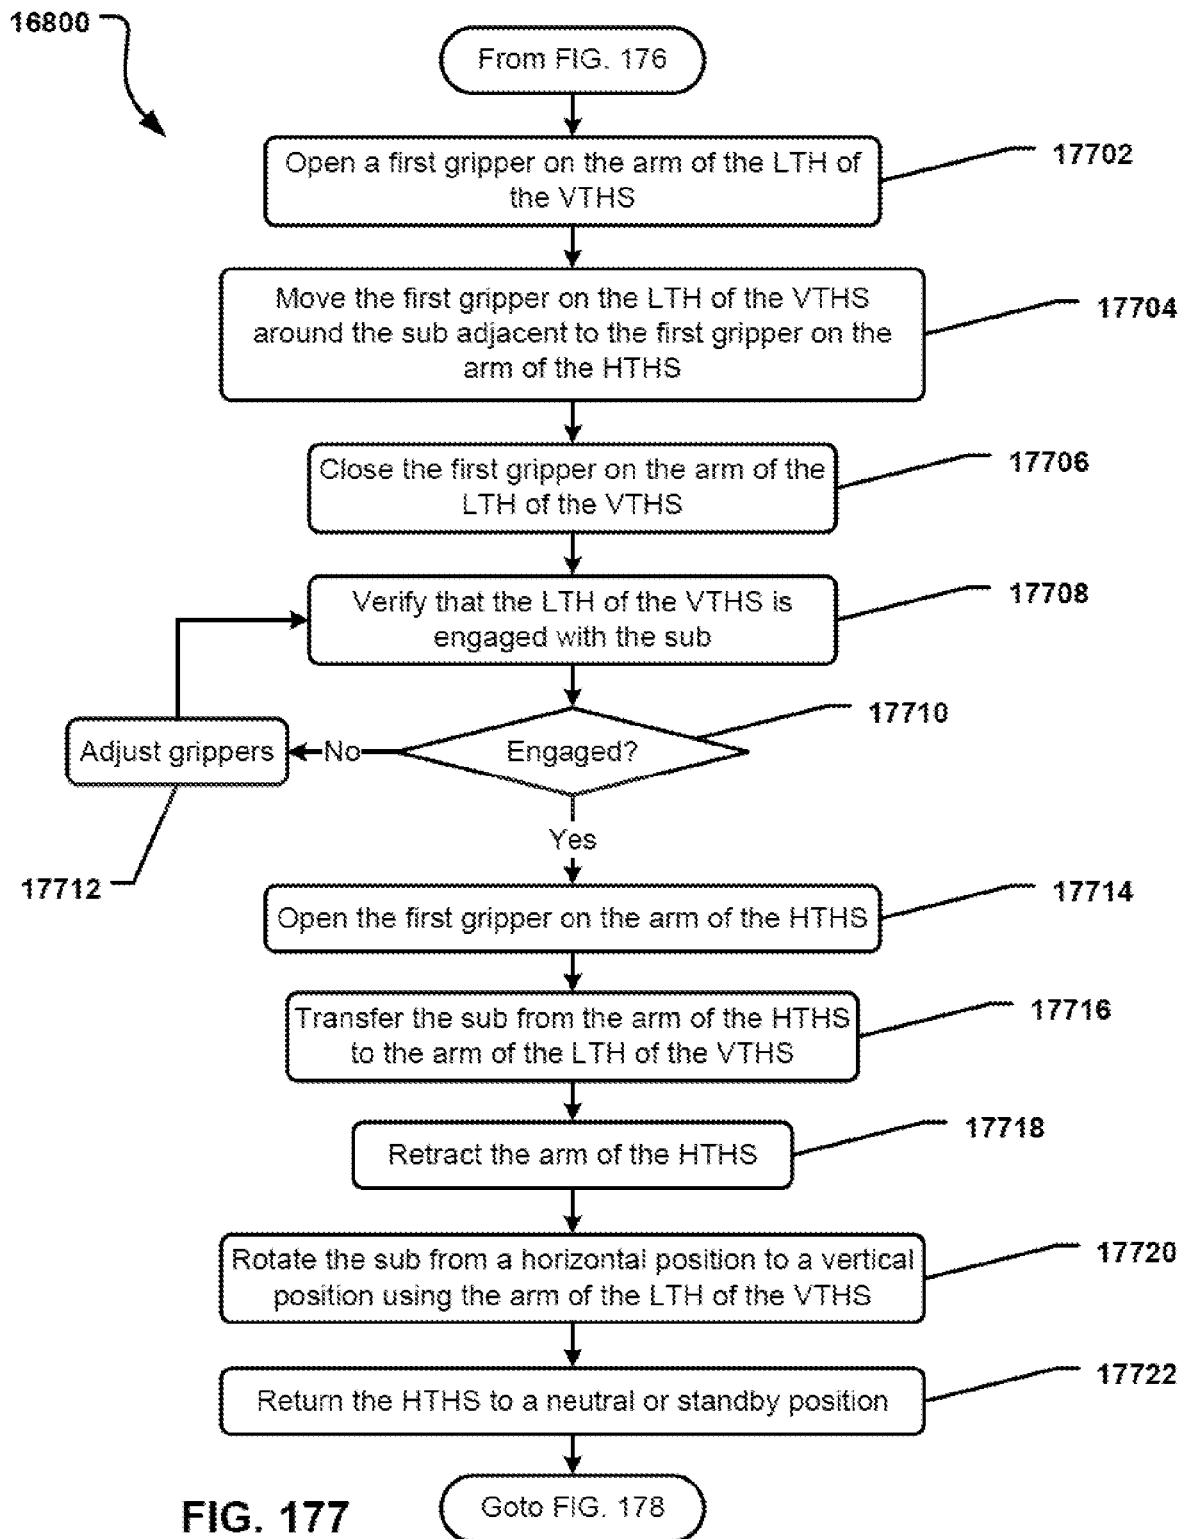 16800
From FIG. 176
Open a first gripper on the arm of the LTH of
the VTHS
17702
Move the first gripper on the LTH of the VTHS
around the sub adjacent to the first gripper on the
arm of the HTHS
17704
Close the first gripper on the arm of the
LTH of the VTHS
17706
Verify that the LTH of the VTHS is
engaged with the sub
17708
Engaged?
17710
No
Adjust grippers
17712
Yes
Open the first gripper on the arm of the HTHS
17714
Transfer the sub from the arm of the HTHS
to the arm of the LTH of the VTHS
17716
Retract the arm of the HTHS
17718
Rotate the sub from a horizontal position to a vertical
position using the arm of the LTH of the VTHS
17720
Return the HTHS to a neutral or standby position
17722
Goto FIG. 178
FIG. 177